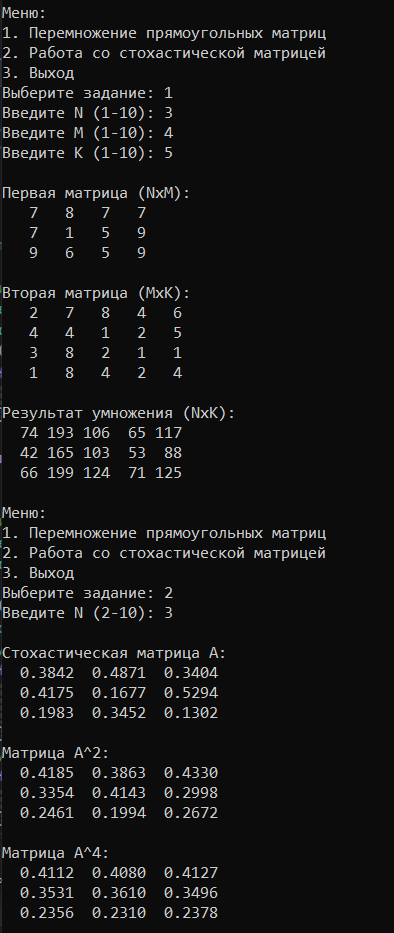 Меню:
1. Перемножение прямоугольных матриц
2. Работа со стохастической матрицей
3. Выход
Выберите задание: 1
Введите N (1-10): 3
Введите M (1-10): 4
Введите K (1-10): 5
Первая матрица (NxM):
7 8 7 7
7 1 5 9
9 6 5 9
Вторая матрица (MxK):
2 7 8 4 6
4 4 1 2 5
3 8 2 1 1
1 8 4 2 4
Результат умножения (NxK):
74 193 106 65 117
42 165 103 53 88
66 199 124 71 125
Меню:
1. Перемножение прямоугольных матриц
2. Работа со стохастической матрицей
3. Выход
Выберите задание: 2
Введите N (2-10): 3
Стохастическая матрица A:
0.3842 0.4871 0.3404
0.4175 0.1677 0.5294
0.1983 0.3452 0.1302
Матрица A^2:
0.4185 0.3863 0.4330
0.3354 0.4143 0.2998
0.2461 0.1994 0.2672
Матрица A^4:
0.4112 0.4080 0.4127
0.3531 0.3610 0.3496
0.2356 0.2310 0.2378